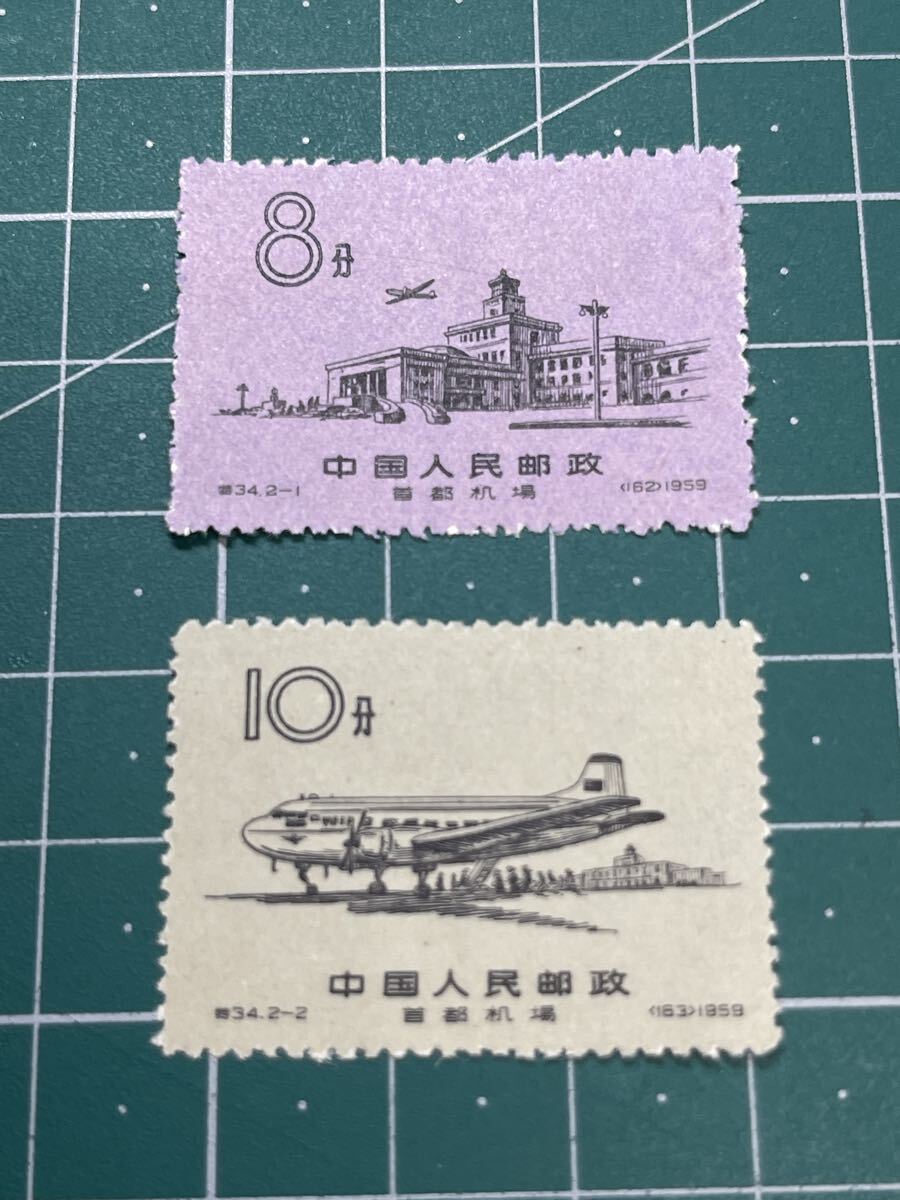 8分
中国人民邮政
特34.2-1 首都机場 (162)1959
10分
中国人民邮政
特34.2-2 首都机場 (163)1959